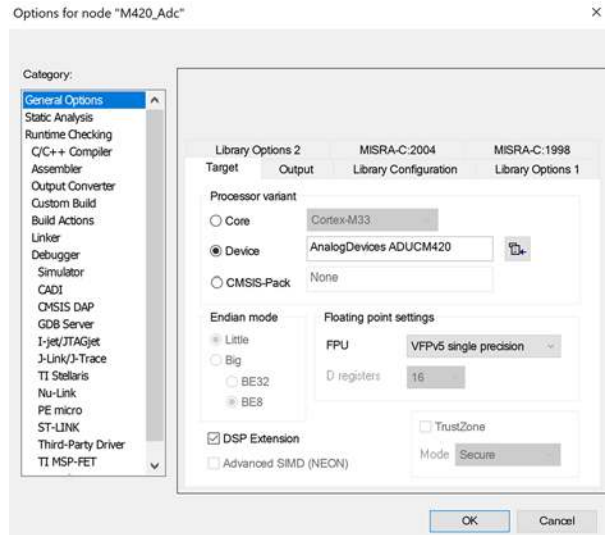 Options for node "M420_Adc"
×
Category:
General Options
Static Analysis
Runtime Checking
C/C++ Compiler
Assembler
Output Converter
Custom Build
Build Actions
Linker
Debugger
Simulator
CADI
CMSIS DAP
GDB Server
I-jet/JTAGjet
J-Link/J-Trace
TI Stellaris
Nu-Link
PE micro
ST-LINK
Third-Party Driver
TI MSP-FET
Library Options 2 MISRA-C:2004 MISRA-C:1998
Target Output Library Configuration Library Options 1
Processor variant
Core Cortex-M33
Device AnalogDevices ADUCM420
CMSIS-Pack None
Endian mode
Little
Big
BE32
BE8
Floating point settings
FPU VFPv5 single precision
D registers 16
DSP Extension
Advanced SIMD (NEON)
TrustZone
Mode Secure
OK Cancel